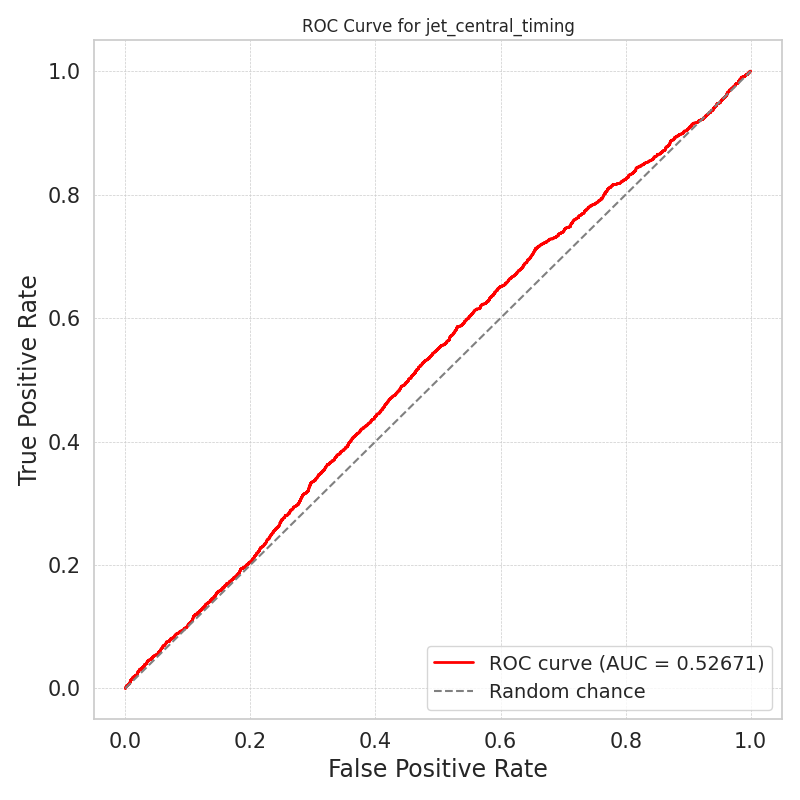 ROC Curve for jet_central_timing
True Positive Rate
1.0
0.8
0.6
0.4
0.2
0.0
ROC curve (AUC = 0.52671)
Random chance
0.0 0.2 0.4 0.6 0.8 1.0
False Positive Rate